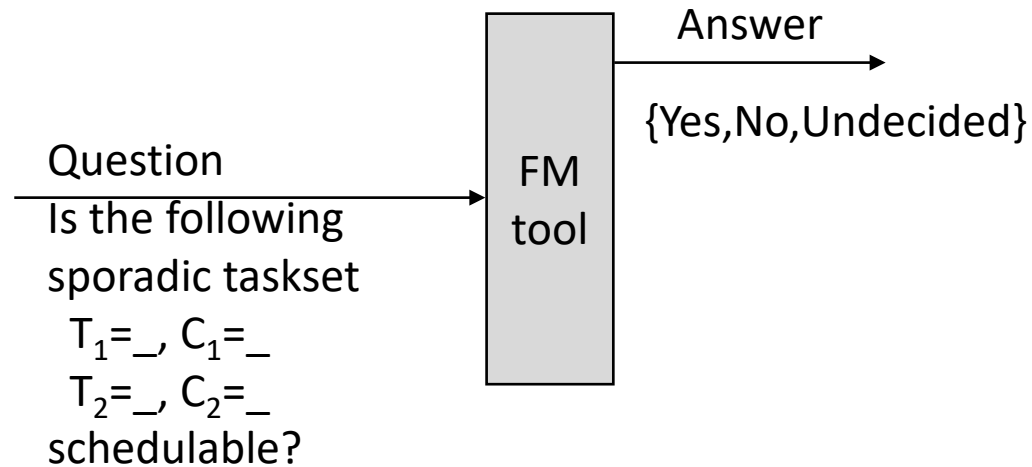 Question
Is the following
sporadic taskset
T₁=_, C₁=_
T₂=_, C₂=_
schedulable?
FM
tool
Answer
{Yes,No,Undecided}